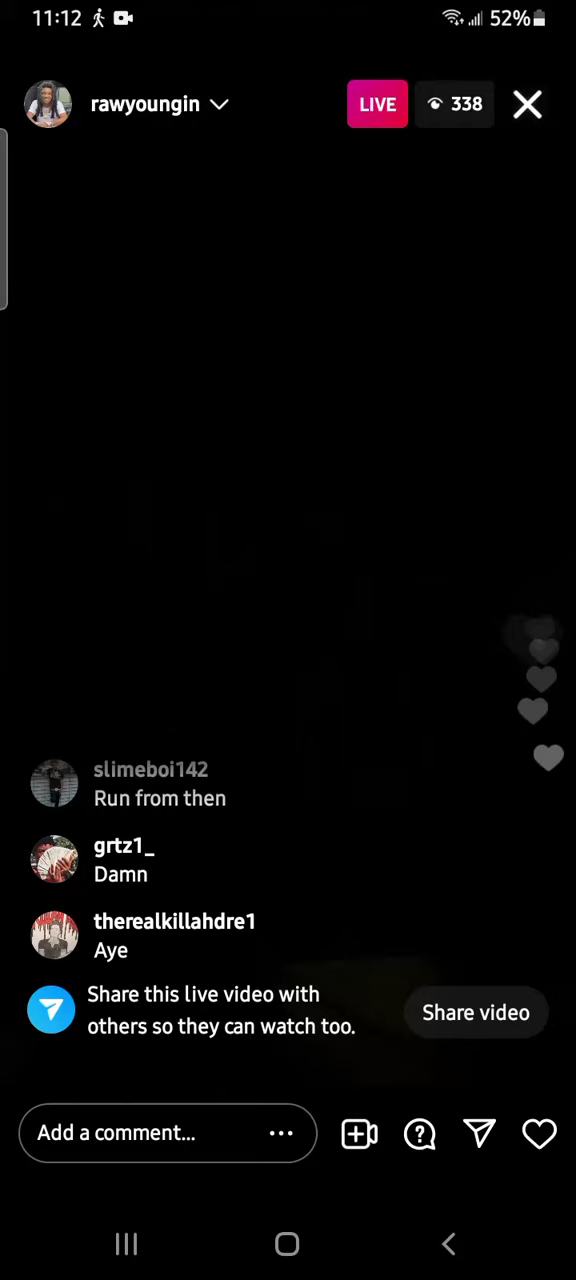 11:12
52%
rawyoungin
LIVE
338
slimeboi142
Run from then
grtz1_
Damn
therealkillahdre1
Aye
Share this live video with
others so they can watch too.
Share video
Add a comment...